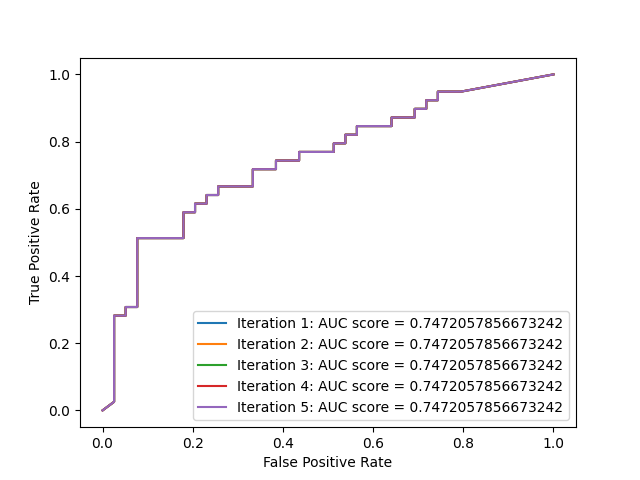 1.0
0.8
0.6
0.4
0.2
0.0
True Positive Rate
Iteration 1: AUC score = 0.7472057856673242
Iteration 2: AUC score = 0.7472057856673242
Iteration 3: AUC score = 0.7472057856673242
Iteration 4: AUC score = 0.7472057856673242
Iteration 5: AUC score = 0.7472057856673242
0.0 0.2 0.4 0.6 0.8 1.0
False Positive Rate